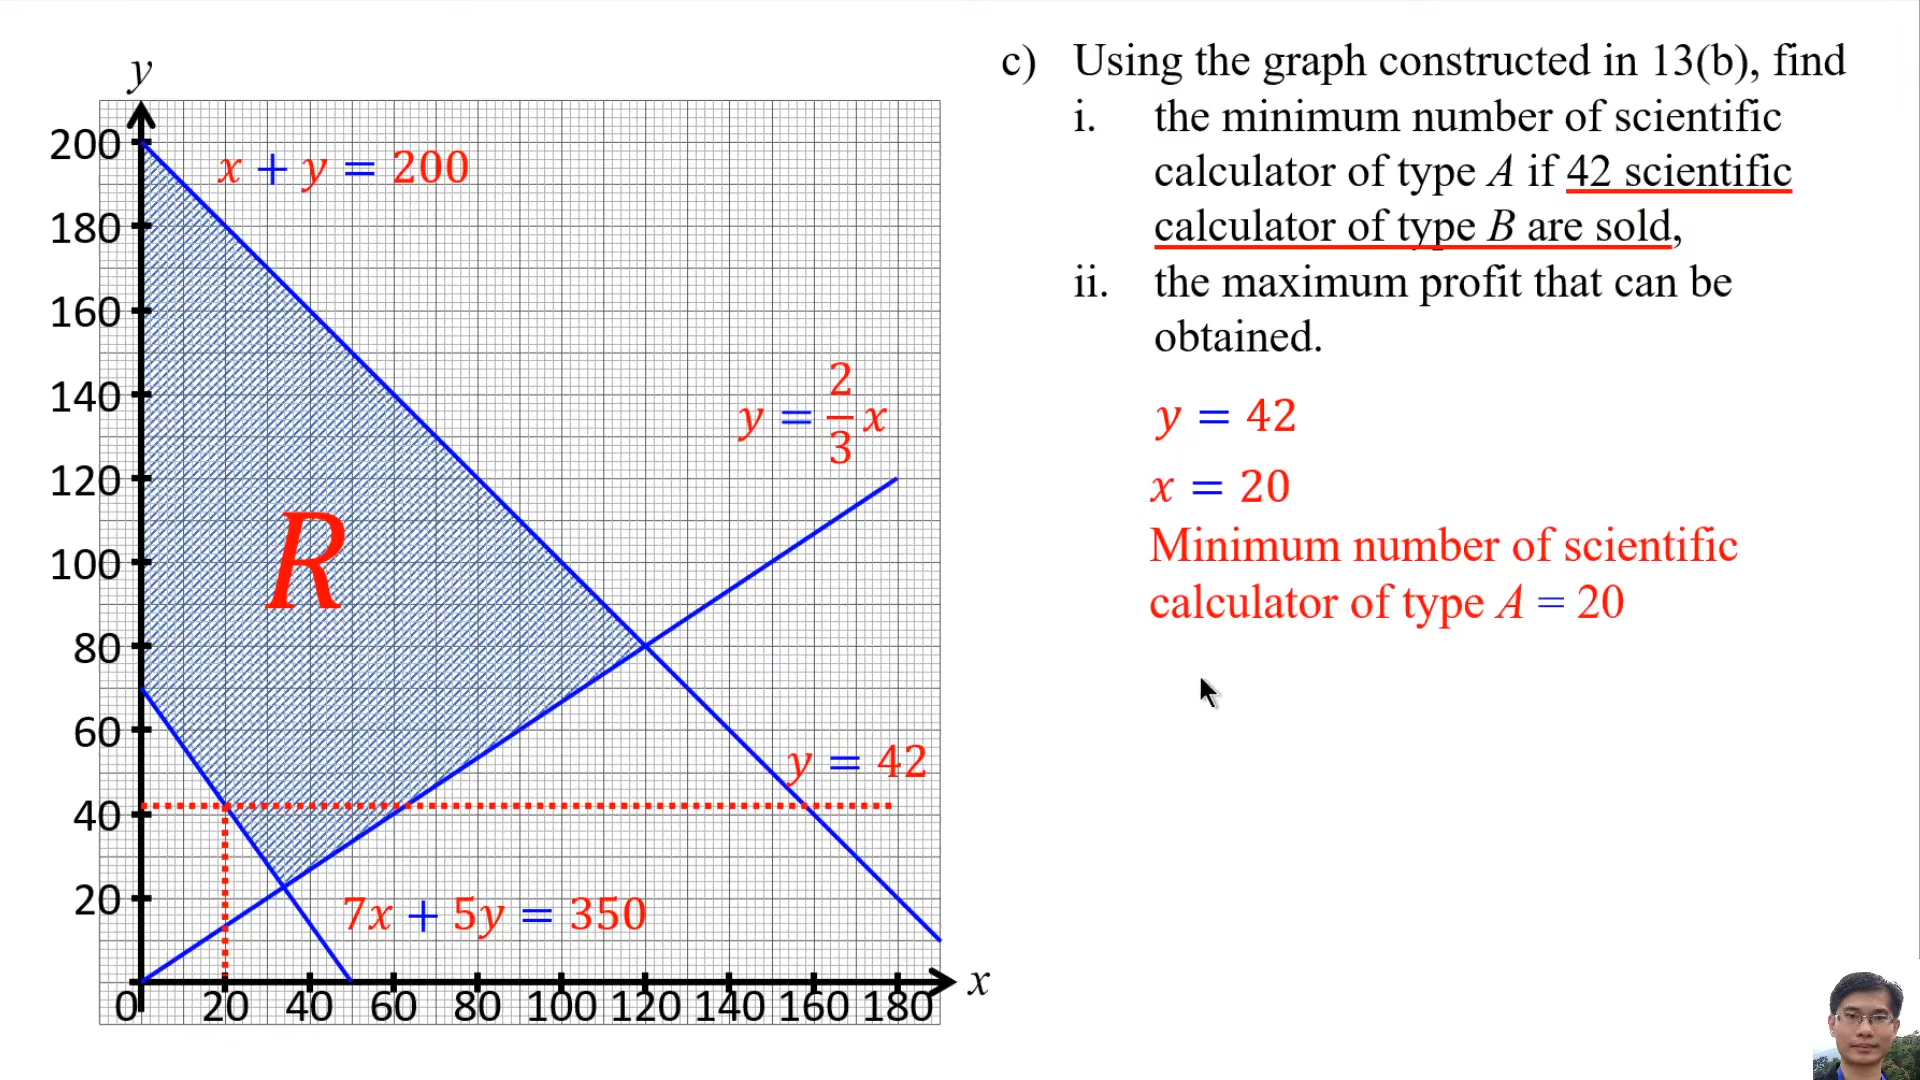 y
200
180
160
140
120
100
80
60
40
20
0 20 40 60 80 100 120 140 160 180
x
x + y = 200
y = 2/3 x
R
y = 42
7x + 5y = 350
c) Using the graph constructed in 13(b), find
i. the minimum number of scientific
calculator of type A if 42 scientific
calculator of type B are sold,
ii. the maximum profit that can be
obtained.
y = 42
x = 20
Minimum number of scientific
calculator of type A = 20